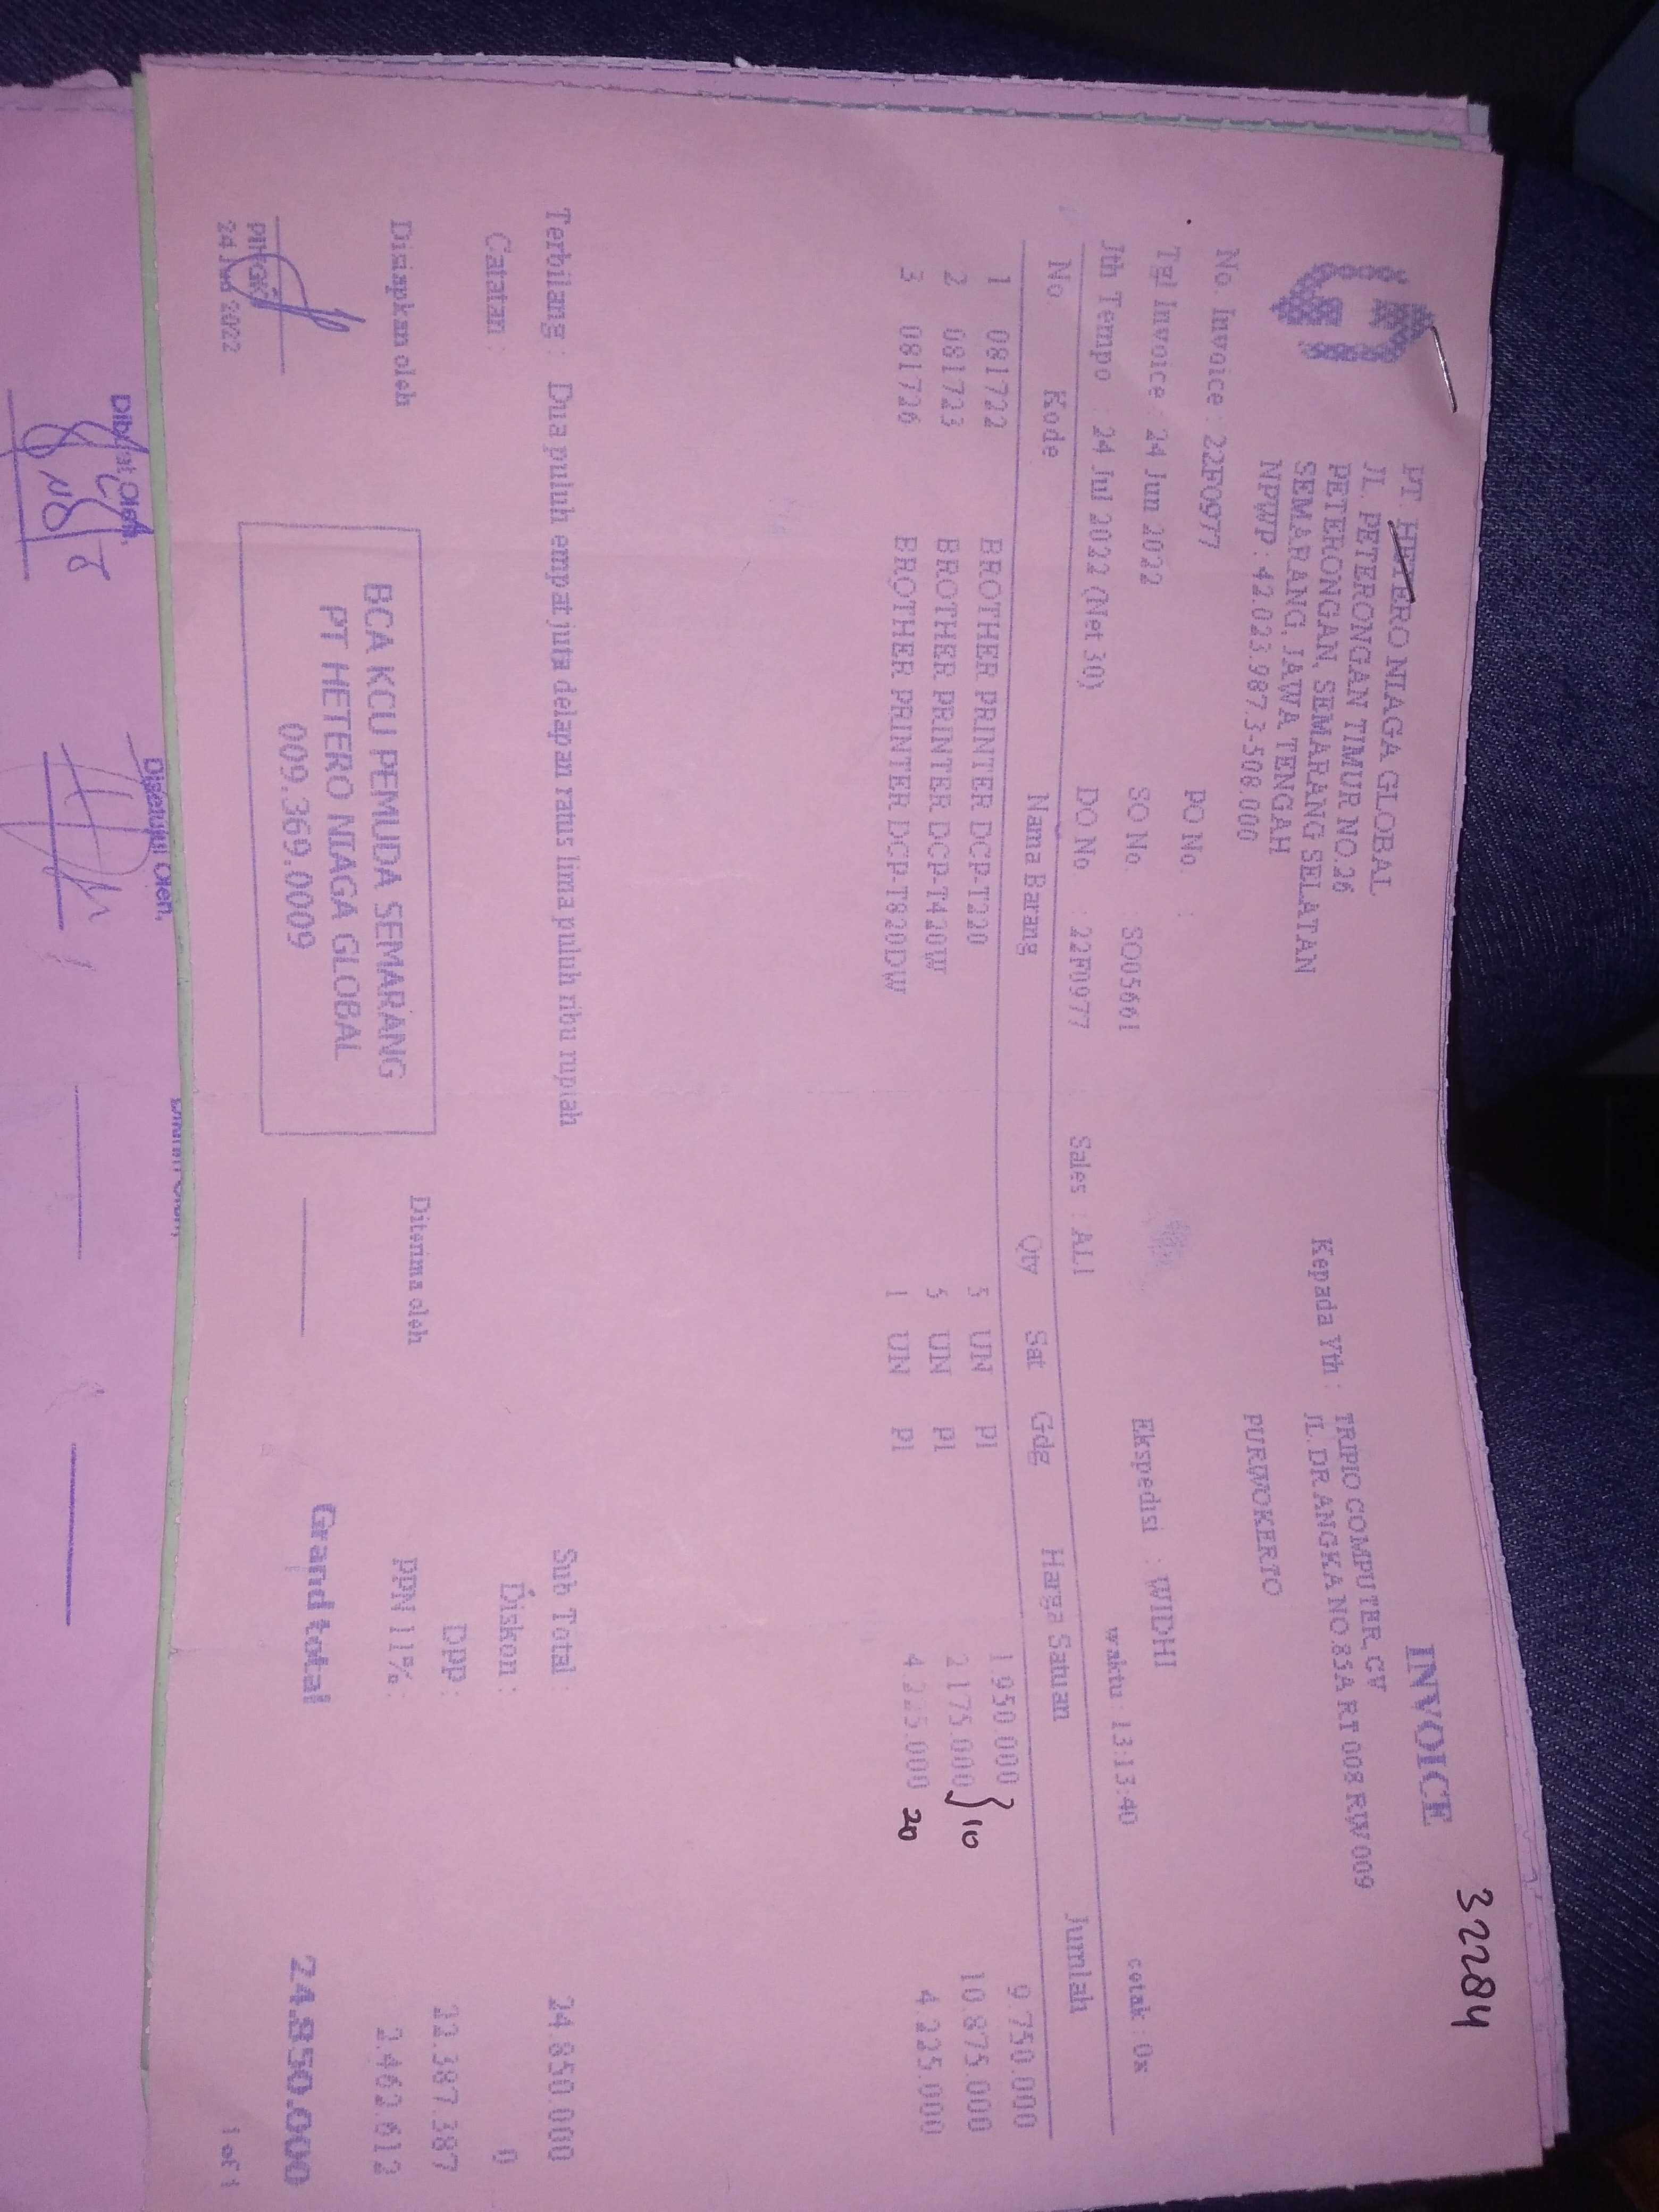 32284
INVOICE
PT. HETERO NIAGA GLOBAL
JL. PETERONGAN TIMUR NO.26
PETERONGAN, SEMARANG SELATAN
SEMARANG, JAWA TENGAH
NPWP : 42.023.987.3-508.000
Kepada Yth : TRIPIO COMPUTER, CV
JL. DR ANGKA NO.85A RT 008 RW 009
PURWOKERTO
No. Invoice : 22F0977 PO No. :
Tgl Invoice : 24 Jun 2022 SO No. : SO05661 Ekspedisi : WIDHI
Jth Tempo : 24 Jul 2022 (Net 30) DO No : 22F0977 Sales : ALI waktu : 13:13:40 cetak : 0x
No Kode Nama Barang Qty Sat Gdg Harga Satuan Jumlah
1 081722 BROTHER PRINTER DCP-T220 5 UN P1 1.950.000 9.750.000
2 081723 BROTHER PRINTER DCP-T420W 5 UN P1 2.175.000 } 10 10.875.000
3 081726 BROTHER PRINTER DCP-T820DW 1 UN P1 4.225.000 20 4.225.000
Terbilang : Dua puluh empat juta delapan ratus lima puluh ribu rupiah
Sub Total : 24.850.000
Catatan : Diskon : 0
DPP : 22.387.387
Disiapkan oleh Diterima oleh PPN 11% : 2.462.612
BCA KCU PEMUDA SEMARANG
PT HETERO NIAGA GLOBAL
009.369.0009
Grand total 24.850.000
24 Jun 2022
1 of 1
Dibuat Oleh,
Disetujui Oleh,